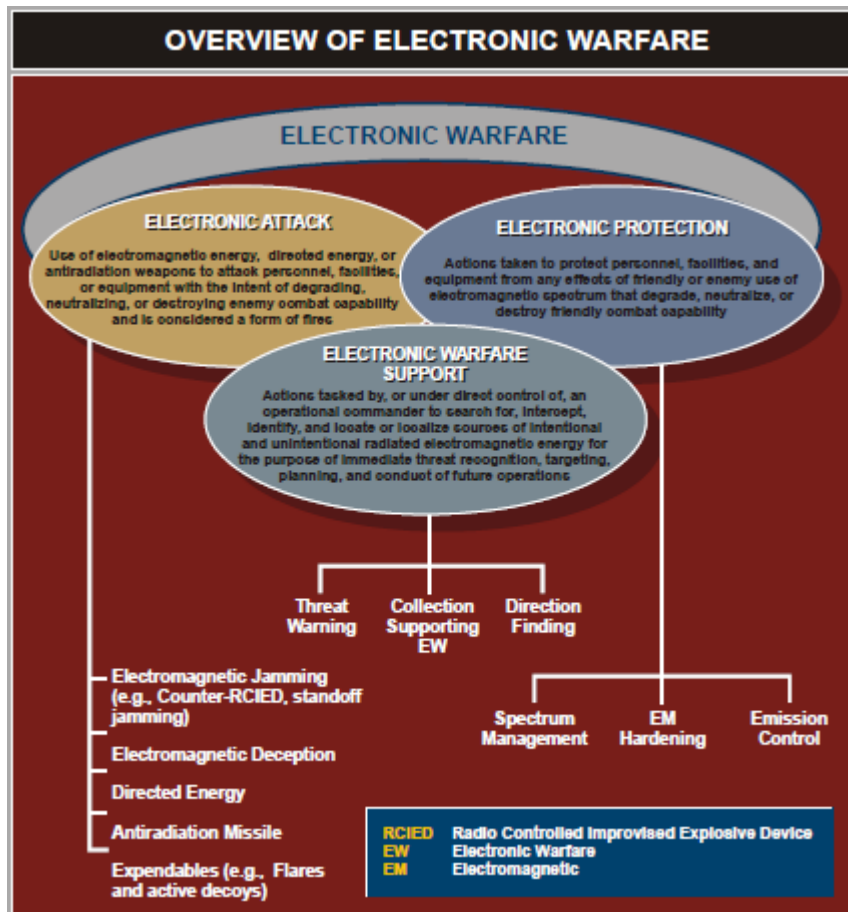 OVERVIEW OF ELECTRONIC WARFARE
ELECTRONIC WARFARE
ELECTRONIC ATTACK
Use of electromagnetic energy, directed energy, or
antiradiation weapons to attack personnel, facilities,
or equipment with the intent of degrading,
neutralizing, or destroying enemy combat capability
and is considered a form of fires
ELECTRONIC PROTECTION
Actions taken to protect personnel, facilities, and
equipment from any effects of friendly or enemy use of
electromagnetic spectrum that degrade, neutralize, or
destroy friendly combat capability
ELECTRONIC WARFARE
SUPPORT
Actions tasked by, or under direct control of, an
operational commander to search for, intercept,
identify, and locate or localize sources of intentional
and unintentional radiated electromagnetic energy for
the purpose of immediate threat recognition, targeting,
planning, and conduct of future operations
Threat
Warning
Collection
Supporting
EW
Direction
Finding
Electromagnetic Jamming
(e.g., Counter-RCIED, standoff
jamming)
Electromagnetic Deception
Directed Energy
Antiradiation Missile
Expendables (e.g., Flares
and active decoys)
Spectrum
Management
EM
Hardening
Emission
Control
RCIED Radio Controlled Improvised Explosive Device
EW Electronic Warfare
EM Electromagnetic